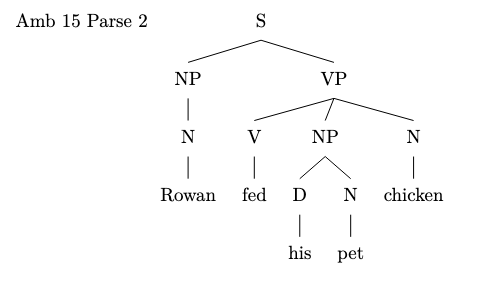 Amb 15 Parse 2
S
NP VP
N V NP N
Rowan fed D N chicken
his pet